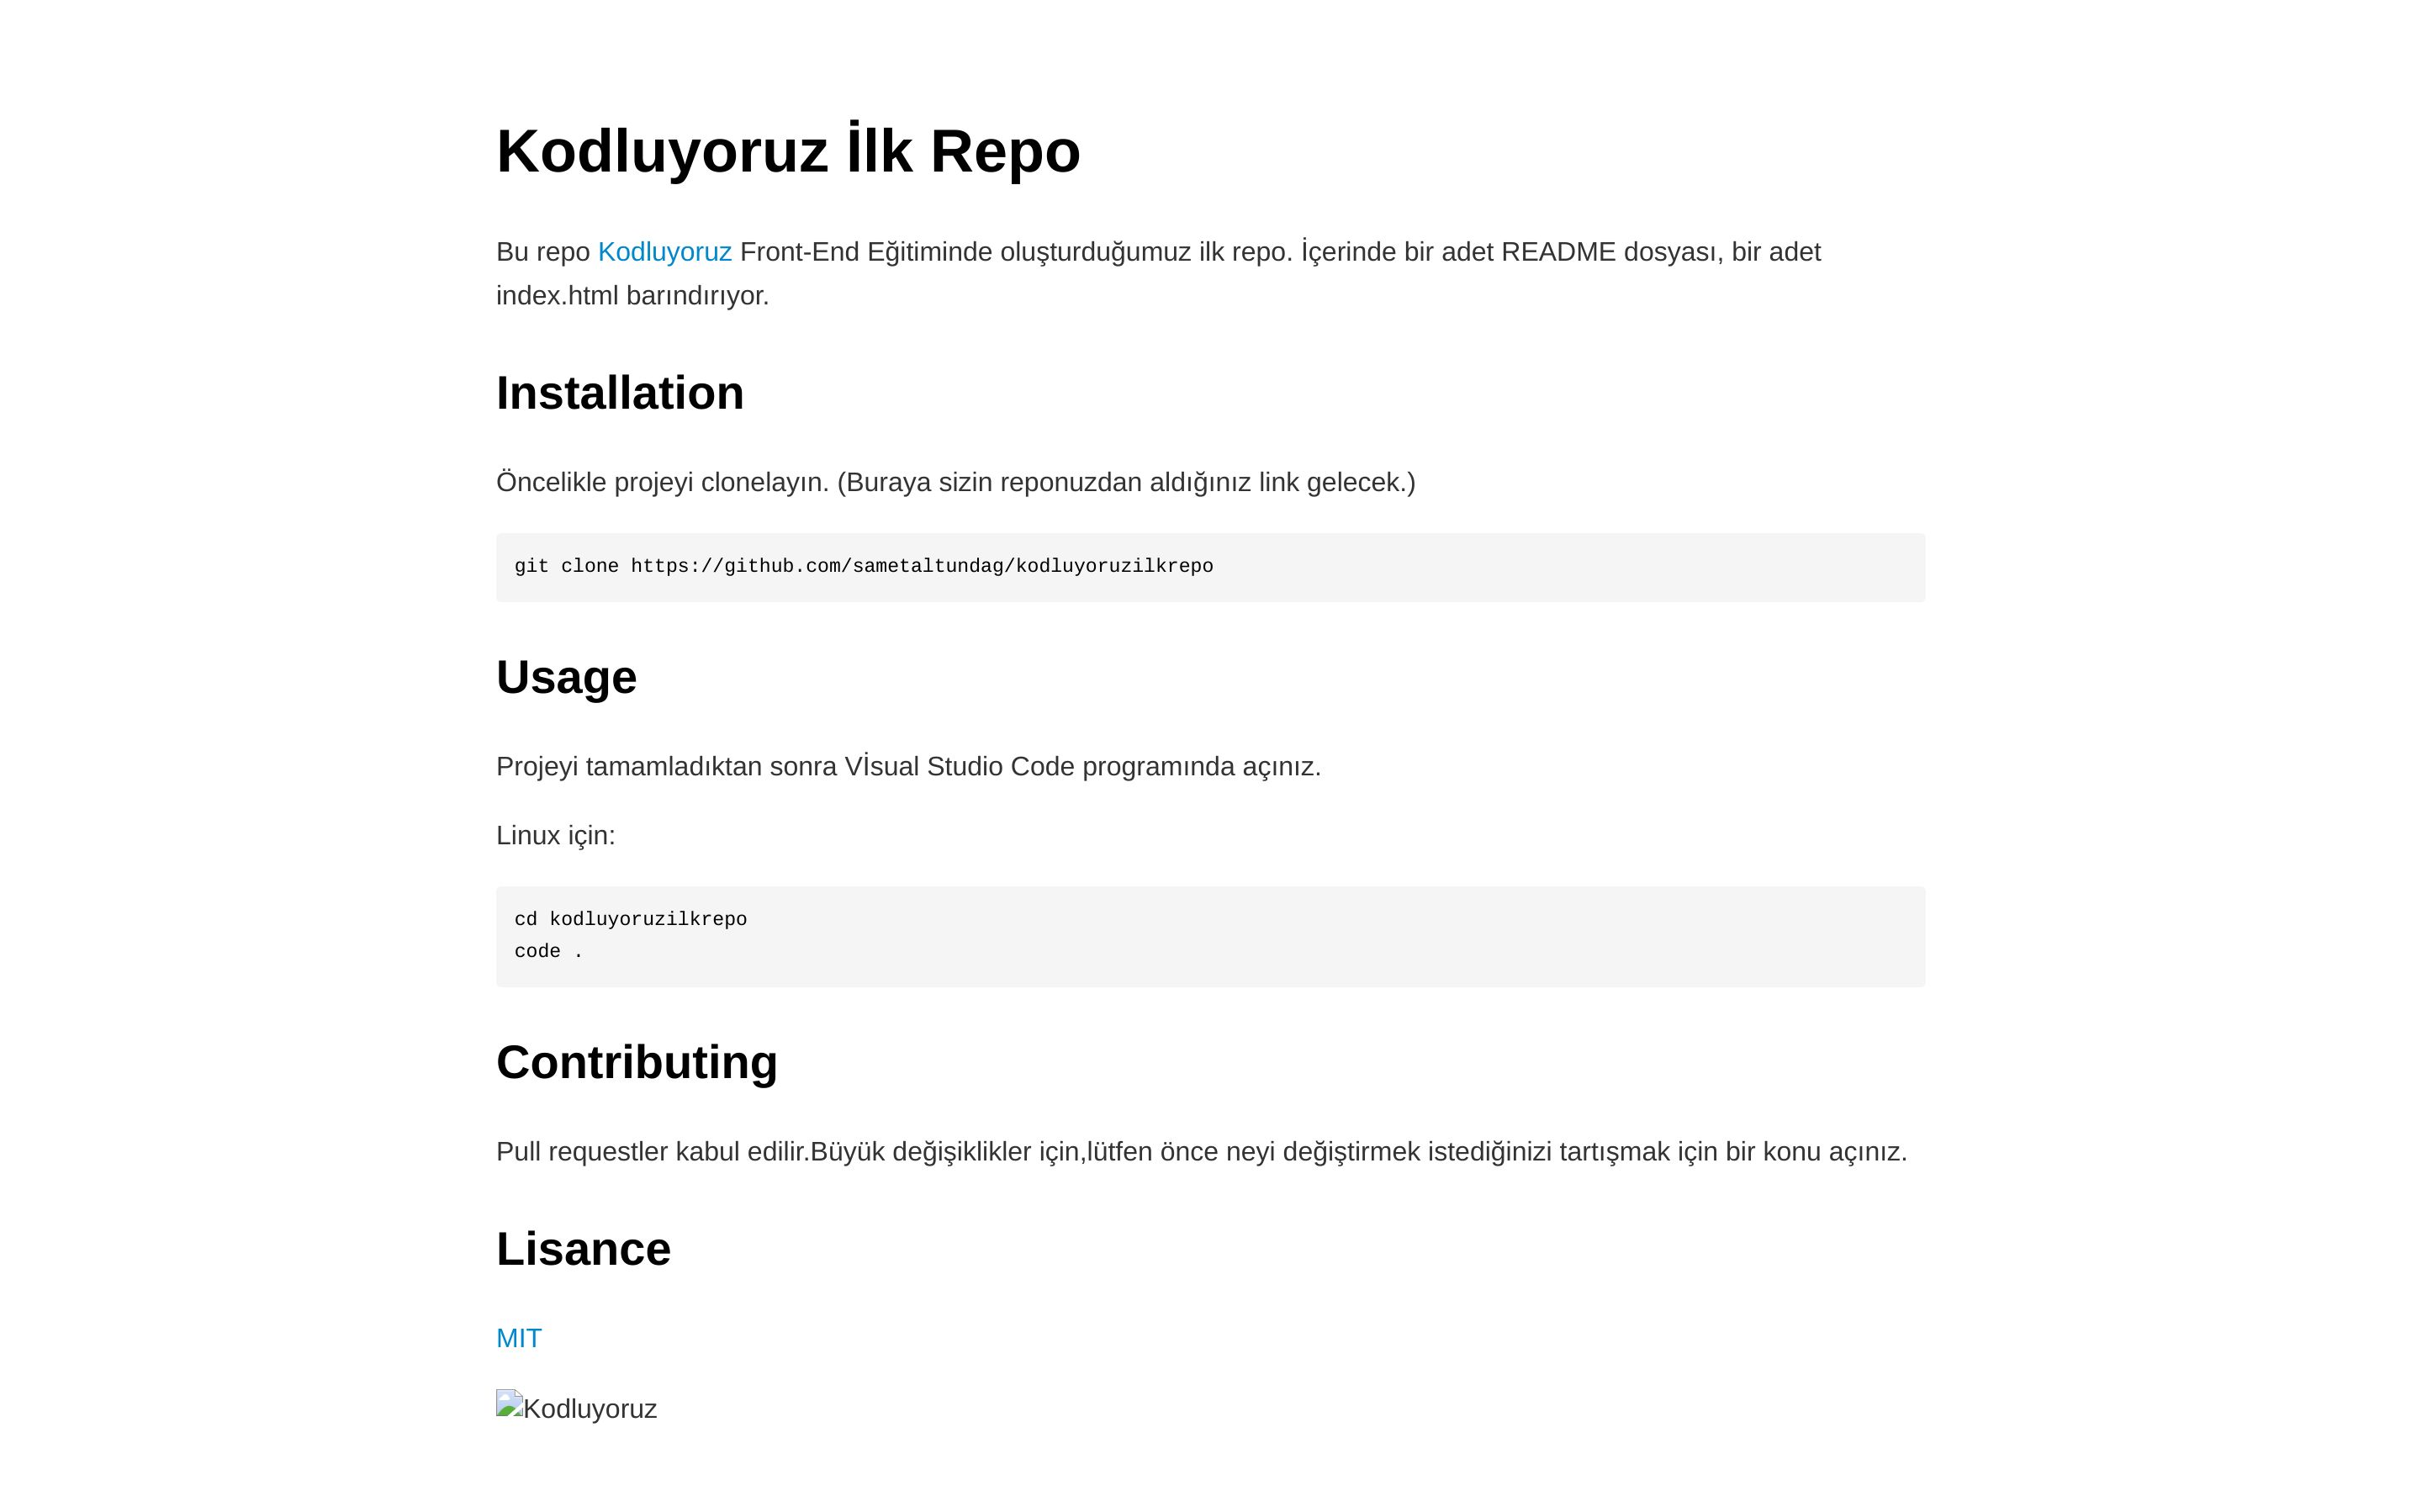 Kodluyoruz İlk Repo
Bu repo Kodluyoruz Front-End Eğitiminde oluşturduğumuz ilk repo. İçerinde bir adet README dosyası, bir adet
index.html barındırıyor.
Installation
Öncelikle projeyi clonelayın. (Buraya sizin reponuzdan aldığınız link gelecek.)
git clone https://github.com/sametaltundag/kodluyoruzilkrepo
Usage
Projeyi tamamladıktan sonra Vİsual Studio Code programında açınız.
Linux için:
cd kodluyoruzilkrepo
code .
Contributing
Pull requestler kabul edilir.Büyük değişiklikler için,lütfen önce neyi değiştirmek istediğinizi tartışmak için bir konu açınız.
Lisance
MIT
Kodluyoruz